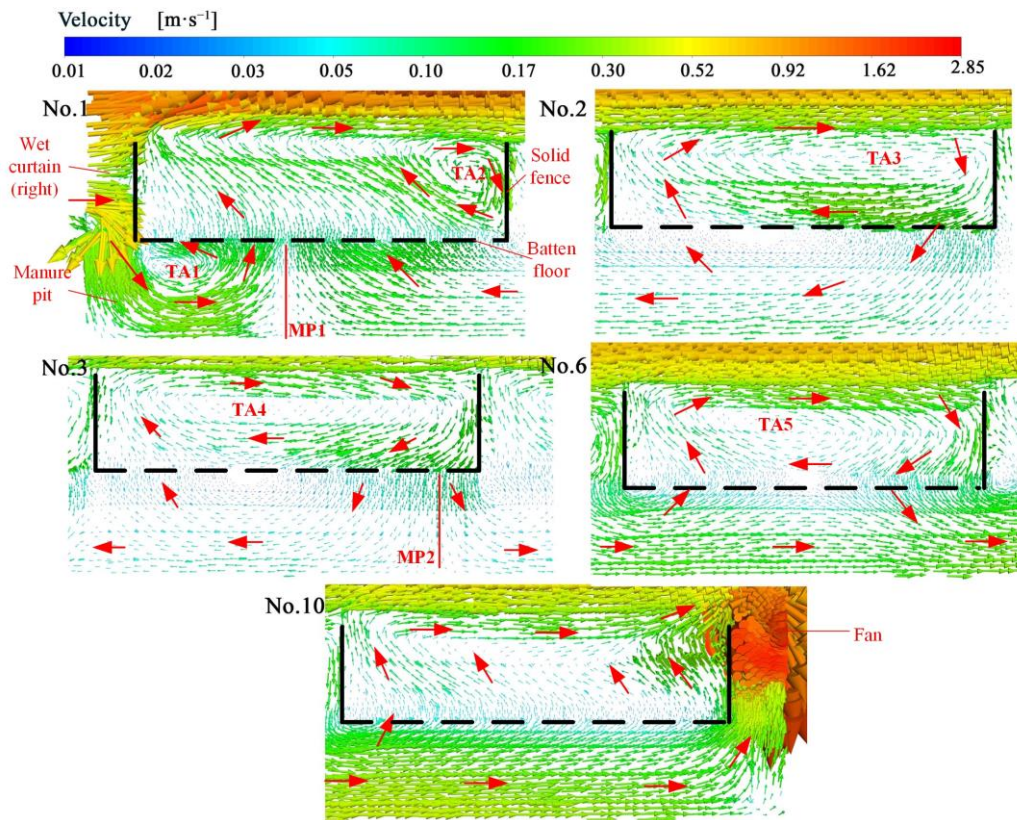 Velocity [m·s⁻¹]
0.01 0.02 0.03 0.05 0.10 0.17 0.30 0.52 0.92 1.62 2.85
No.1
Wet
curtain
(right)
Manure
pit
TA1
TA2
MP1
Solid
fence
Batten
floor
No.2
TA3
No.3
TA4
MP2
No.6
TA5
No.10
Fan